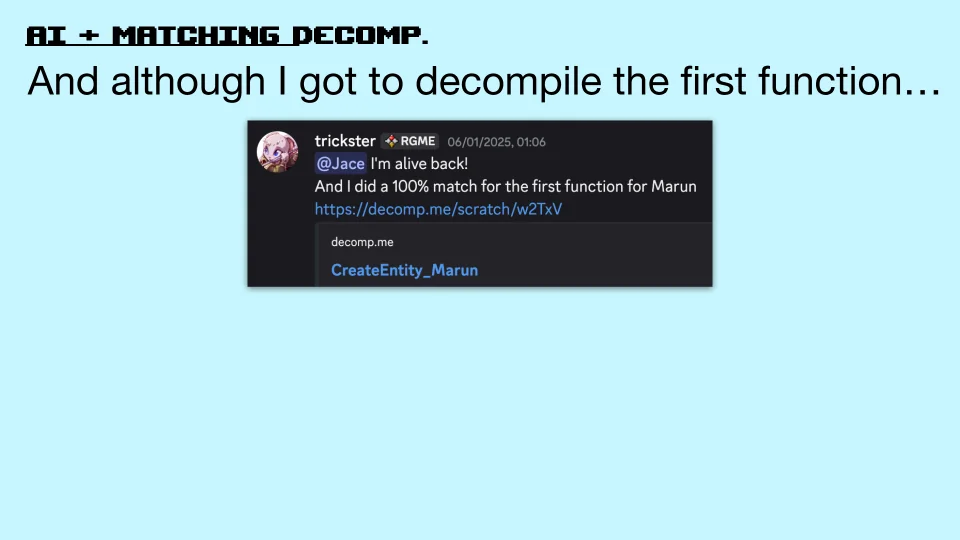 AI + MATCHING DECOMP.
And although I got to decompile the first function…
trickster RGME 06/01/2025, 01:06
@Jace I'm alive back!
And I did a 100% match for the first function for Marun
https://decomp.me/scratch/w2TxV
decomp.me
CreateEntity_Marun